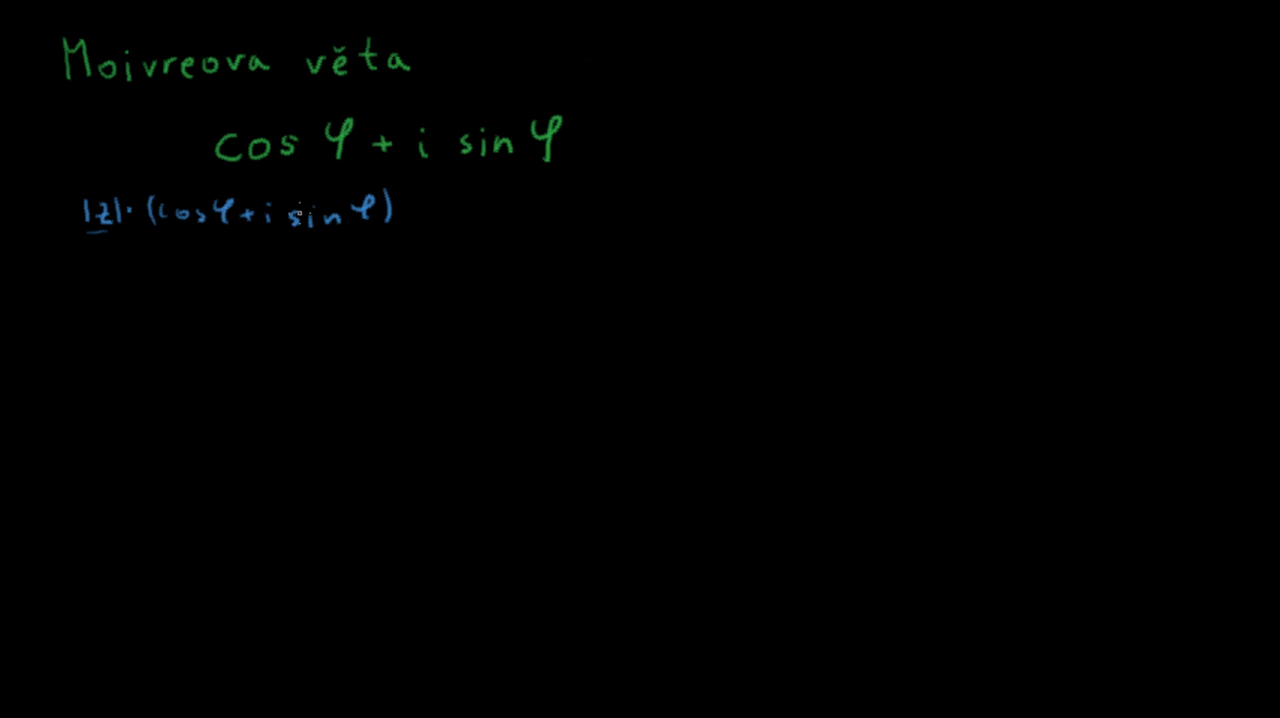 Moivreova věta
cos φ + i sin φ
|z|· (cos φ + i sin φ)